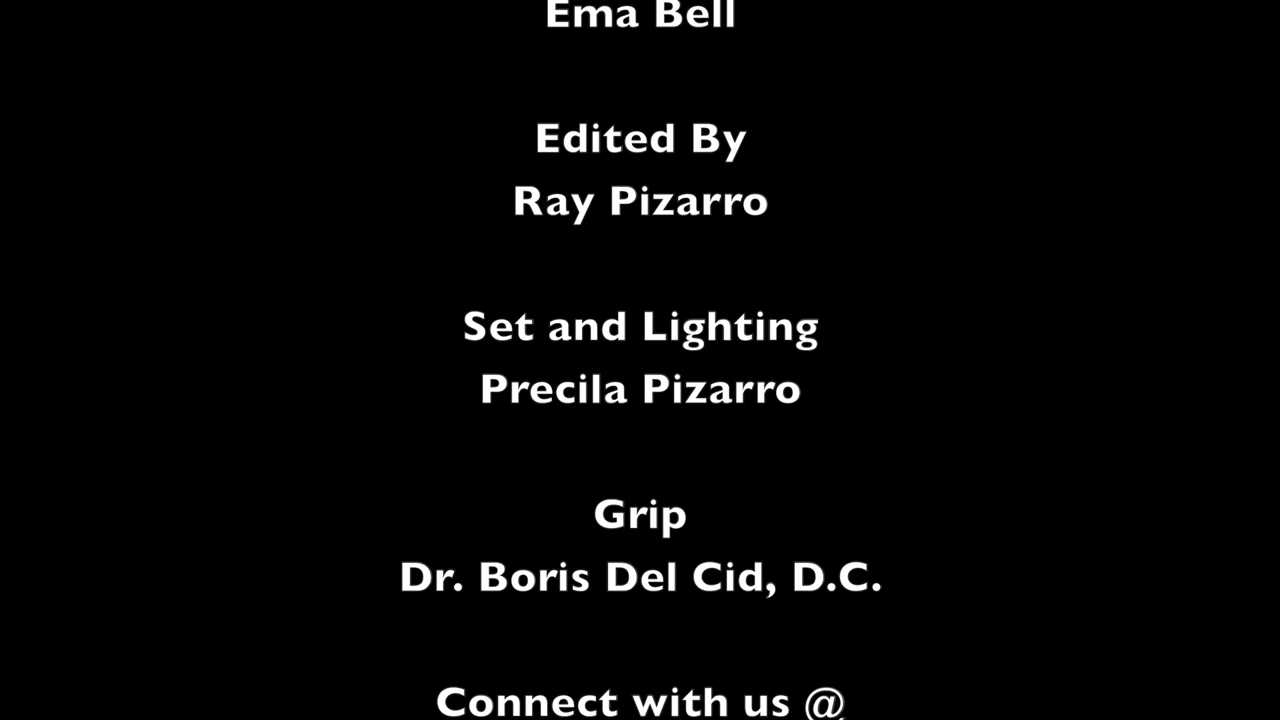 Ema Bell
Edited By
Ray Pizarro
Set and Lighting
Precila Pizarro
Grip
Dr. Boris Del Cid, D.C.
Connect with us @